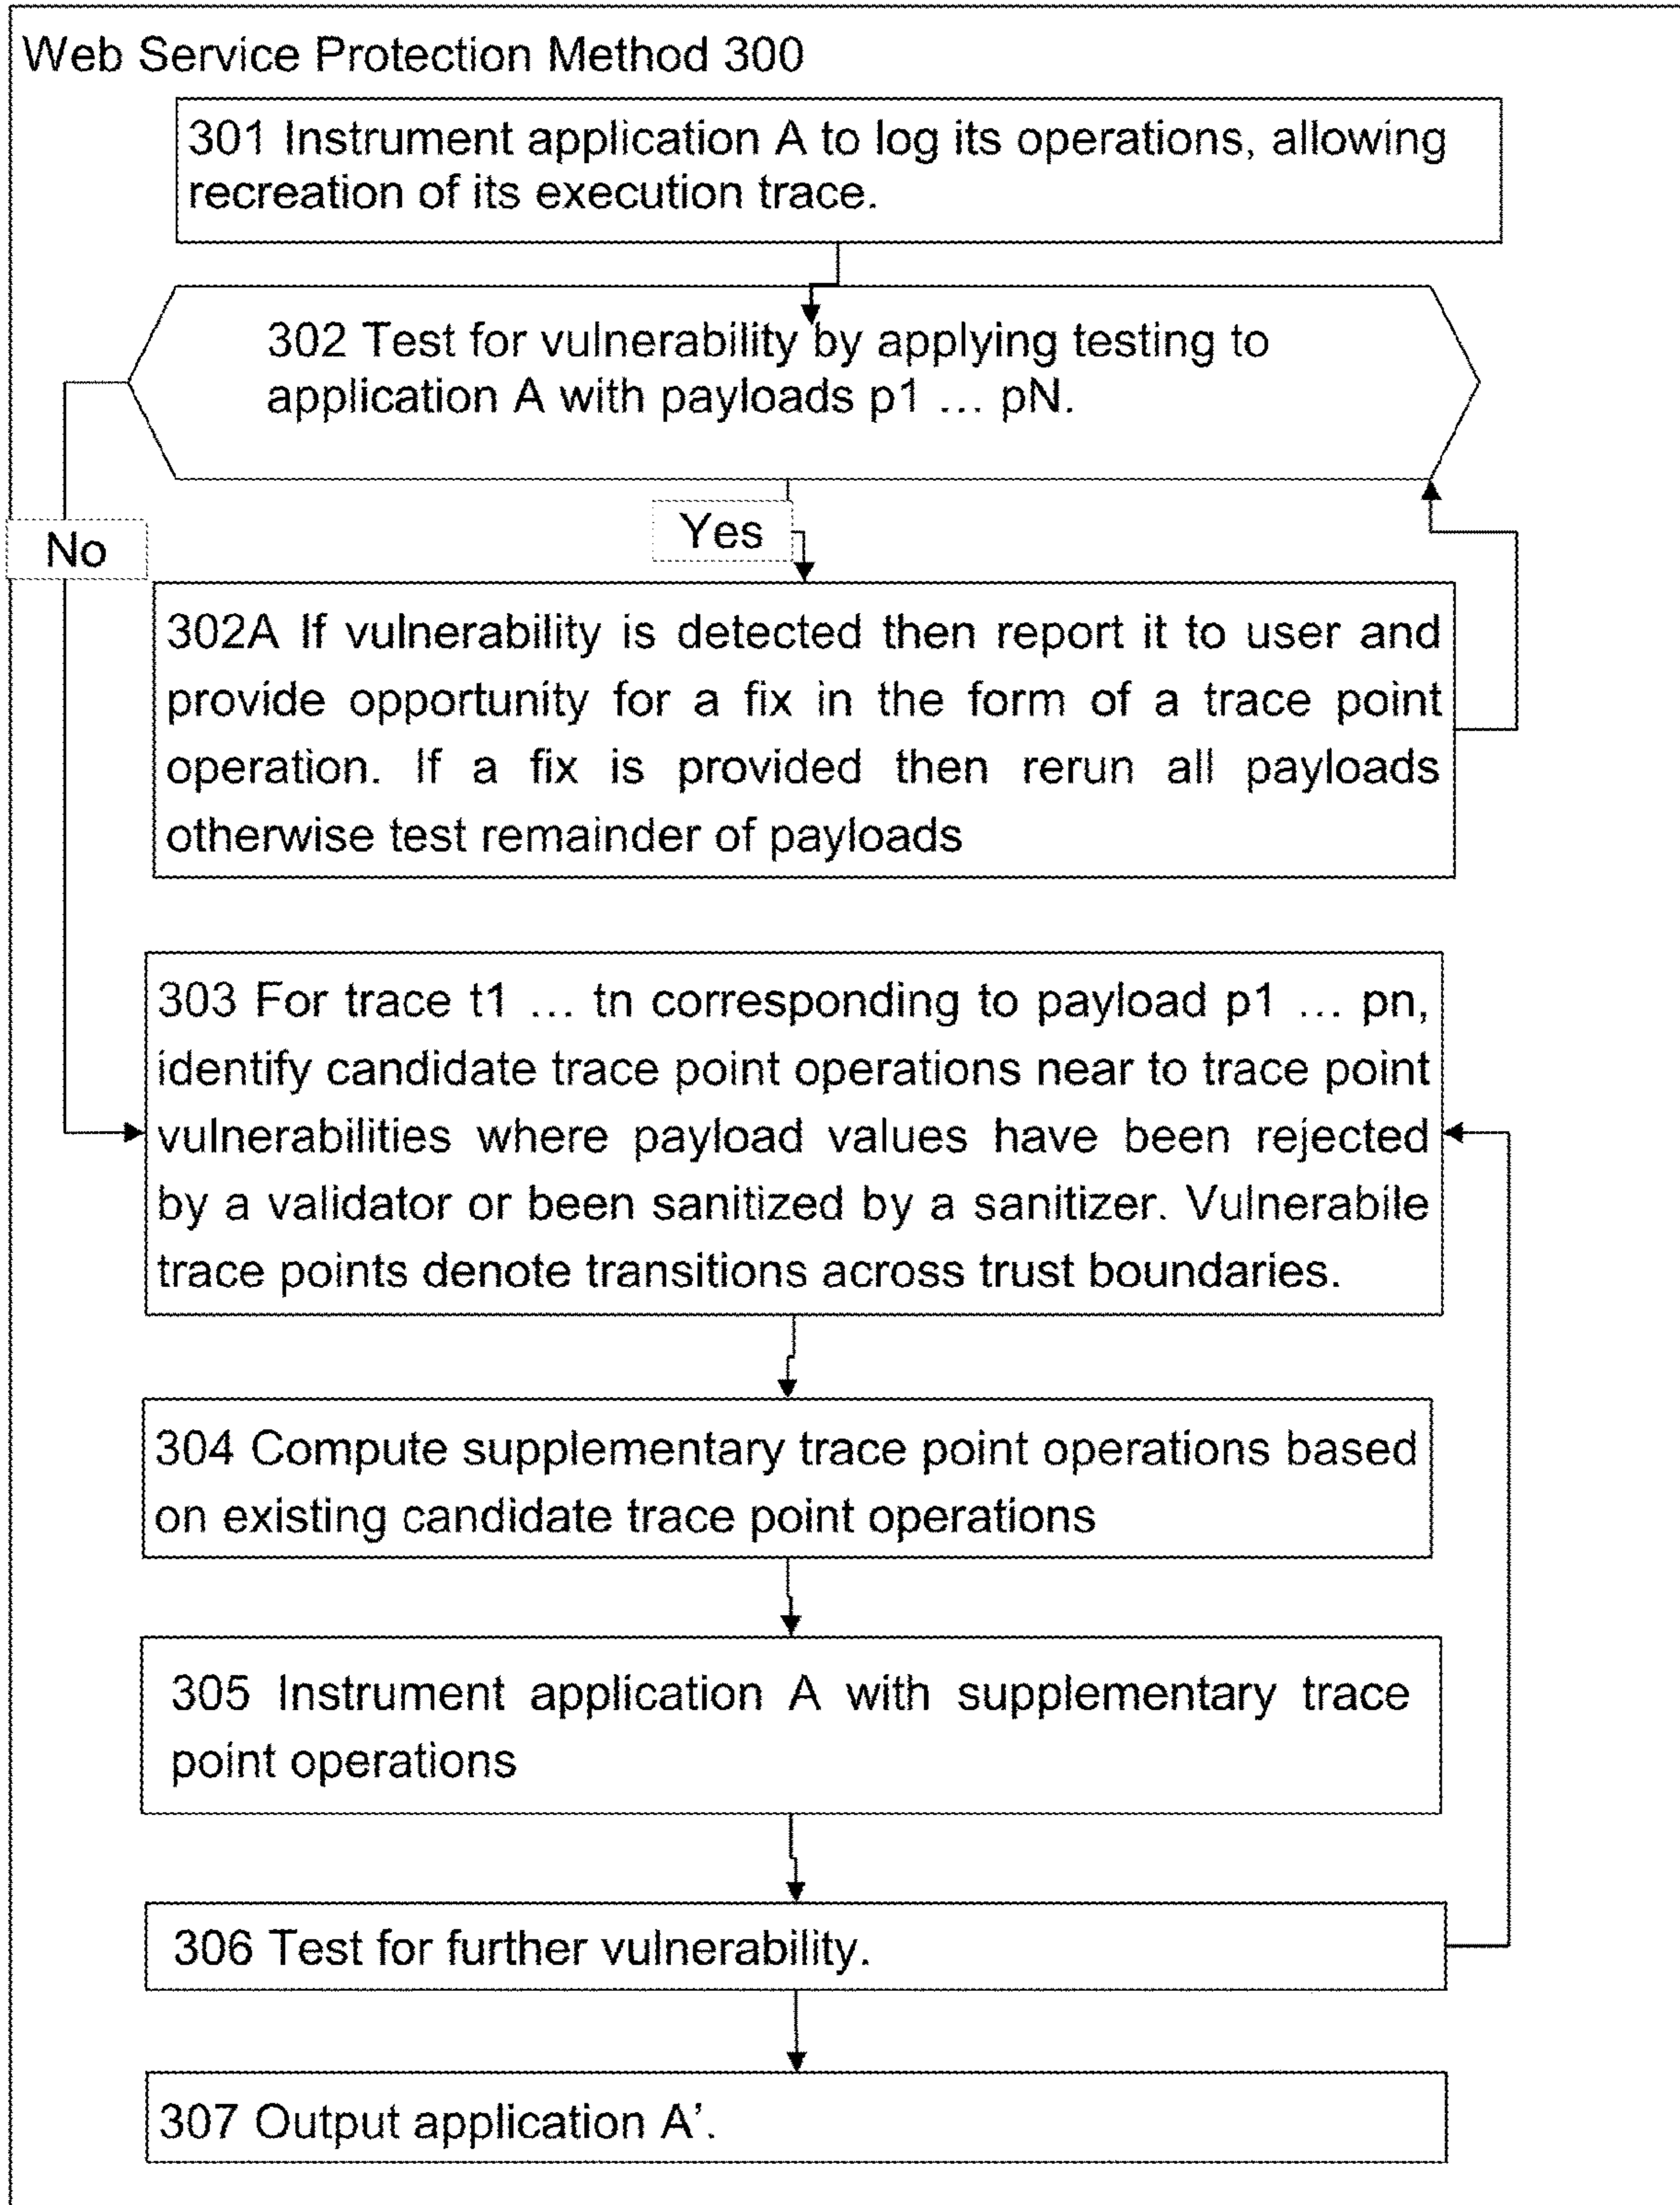 Web Service Protection Method 300
301 Instrument application A to log its operations, allowing
recreation of its execution trace.
302 Test for vulnerability by applying testing to
application A with payloads p1 ... pN.
No
Yes
302A If vulnerability is detected then report it to user and
provide opportunity for a fix in the form of a trace point
operation. If a fix is provided then rerun all payloads
otherwise test remainder of payloads
303 For trace t1 ... tn corresponding to payload p1 ... pn,
identify candidate trace point operations near to trace point
vulnerabilities where payload values have been rejected
by a validator or been sanitized by a sanitizer. Vulnerabile
trace points denote transitions across trust boundaries.
304 Compute supplementary trace point operations based
on existing candidate trace point operations
305 Instrument application A with supplementary trace
point operations
306 Test for further vulnerability.
307 Output application A’.